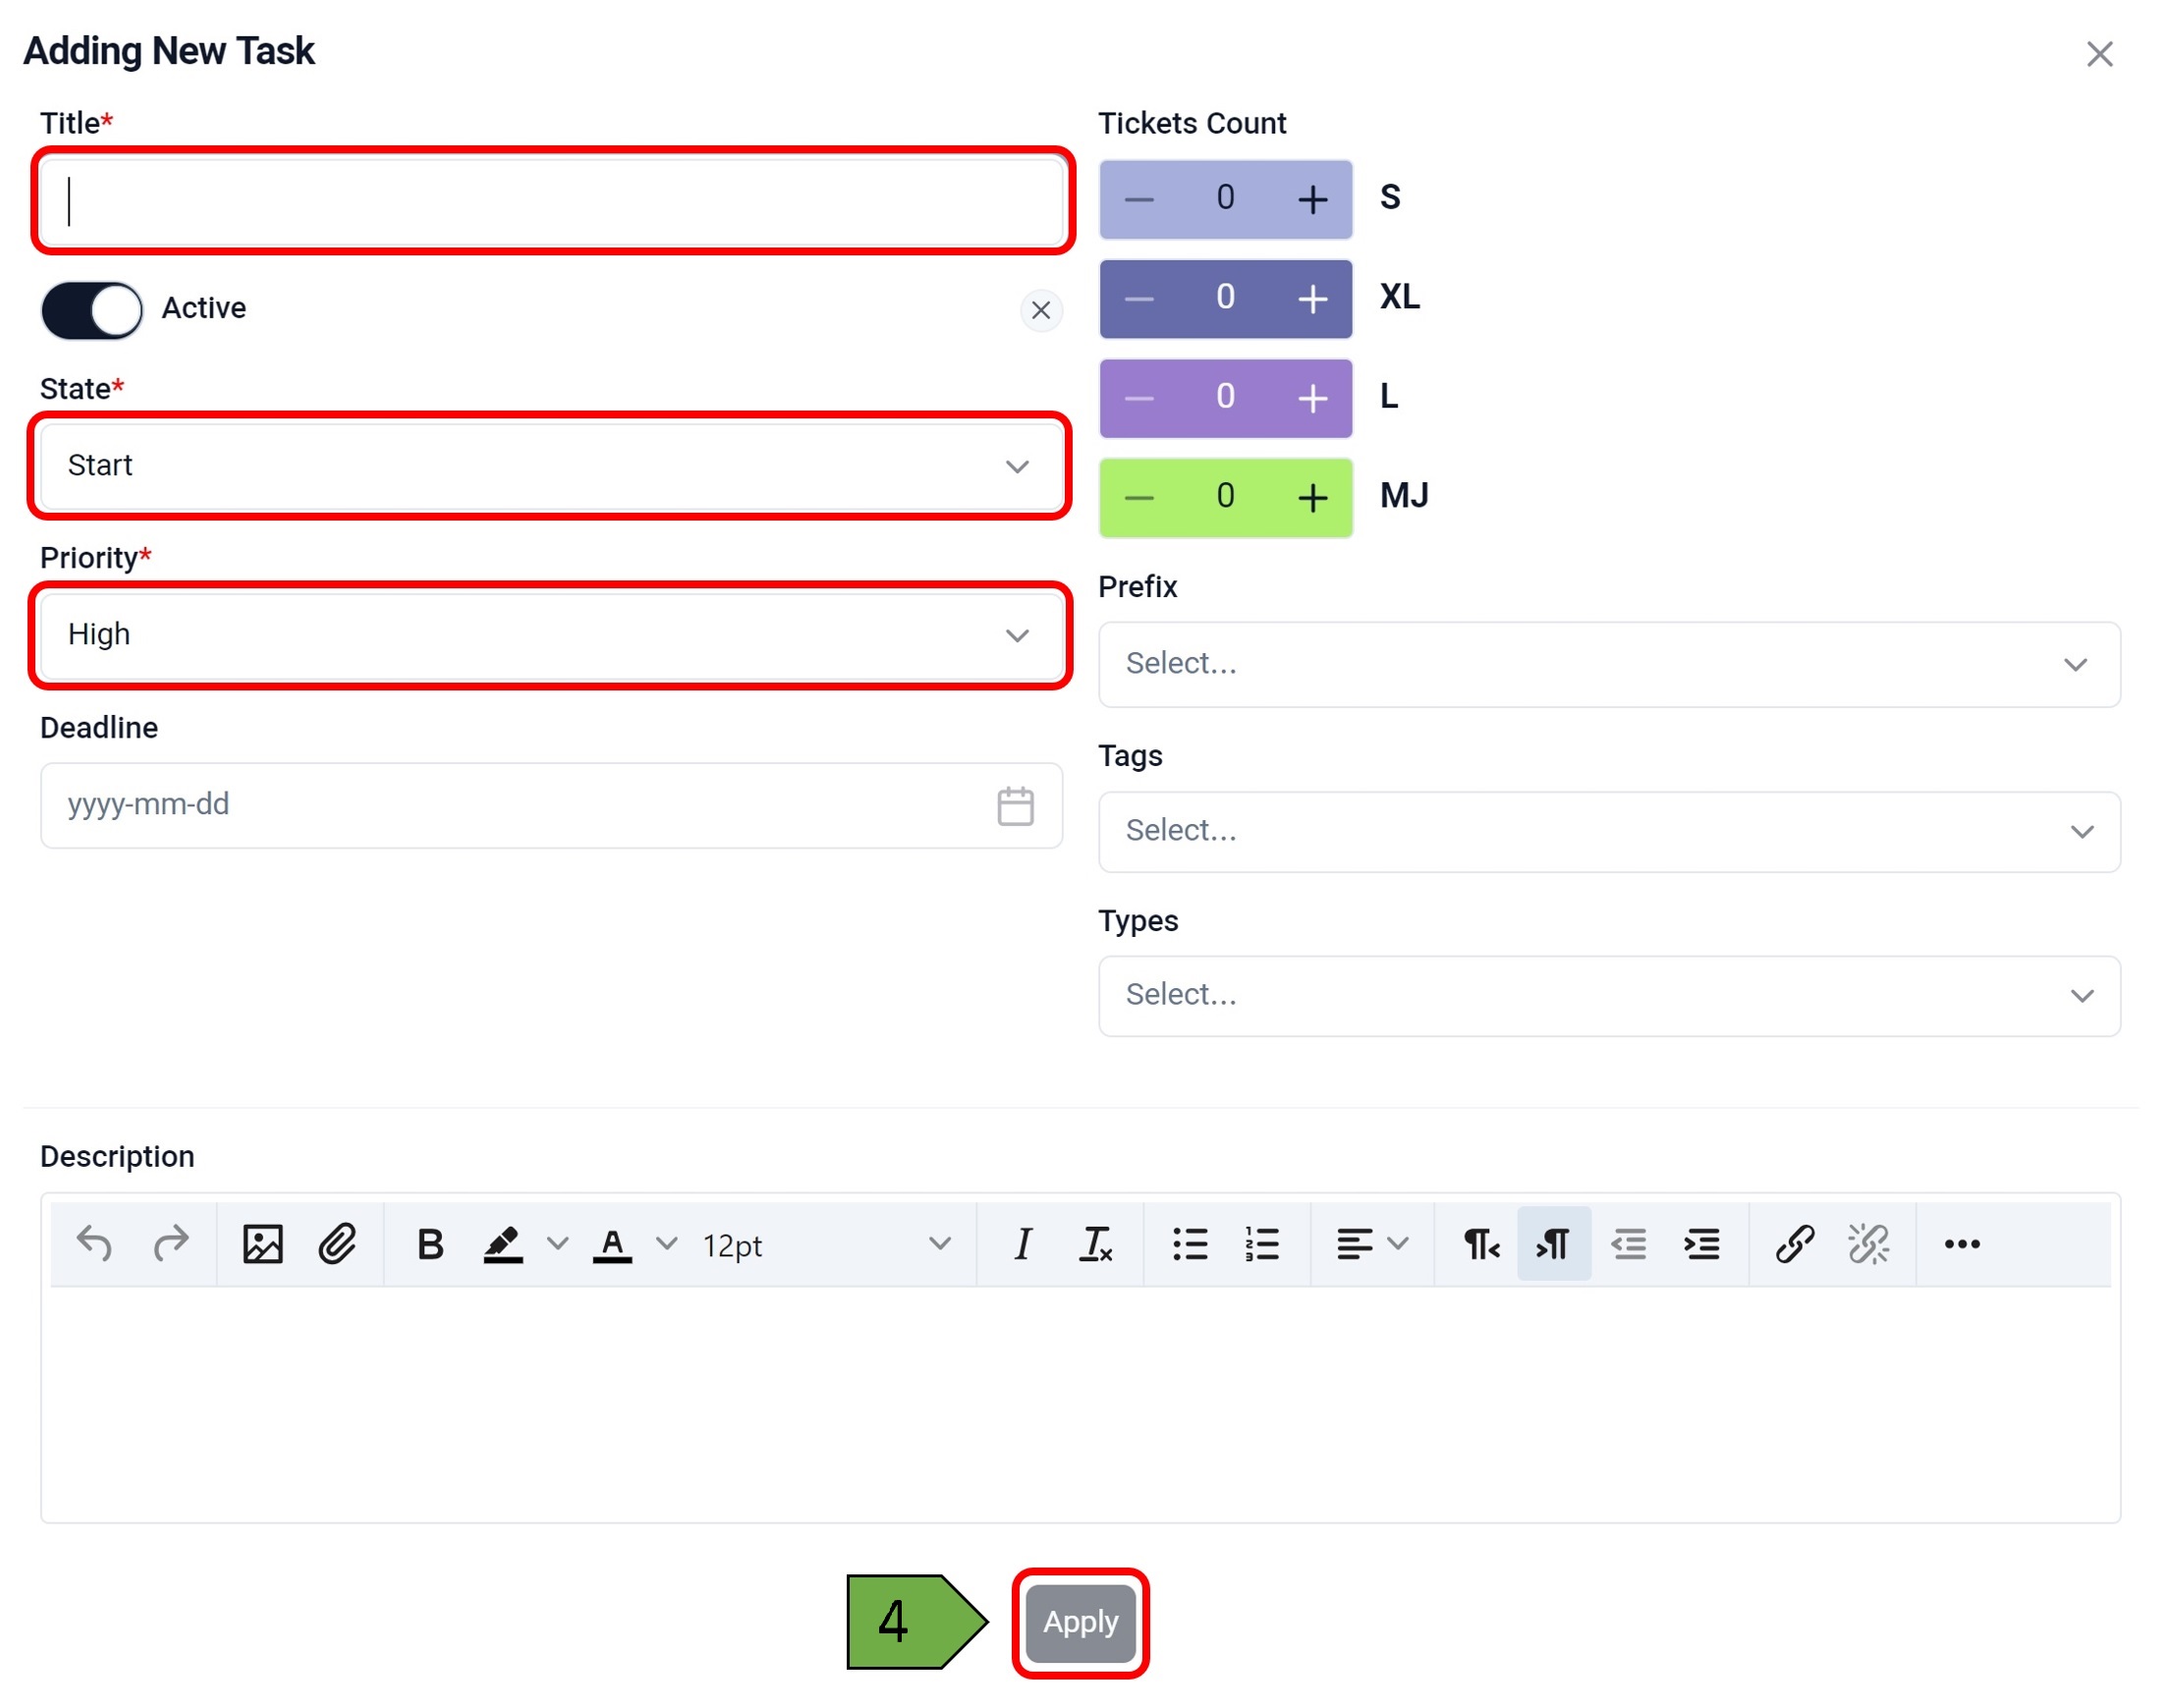 Adding New Task
Title*
Active
State*
Start
Priority*
High
Deadline
yyyy-mm-dd
Tickets Count
0 S
0 XL
0 L
0 MJ
Prefix
Select...
Tags
Select...
Types
Select...
Description
B A 12pt I Tx
4 Apply